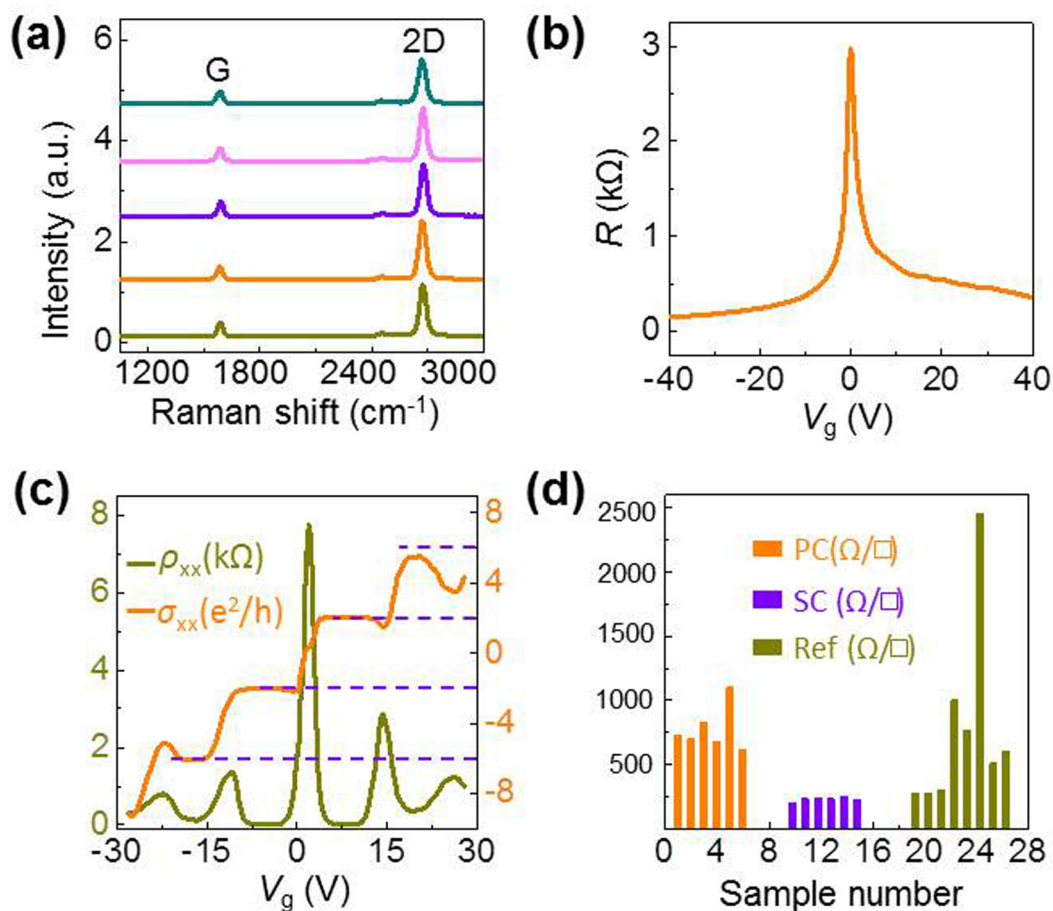 (a)
6
4
2
0
G
2D
Intensity (a.u.)
1200 1800 2400 3000
Raman shift (cm⁻¹)
(b)
3
2
1
0
R (kΩ)
-40 -20 0 20 40
Vg (V)
(c)
8
6
4
2
0
ρxx(kΩ)
σxx(e²/h)
8
4
0
-4
-8
-30 -15 0 15 30
Vg (V)
(d)
2500
2000
1500
1000
500
PC(Ω/□)
SC (Ω/□)
Ref (Ω/□)
0 4 8 12 16 20 24 28
Sample number